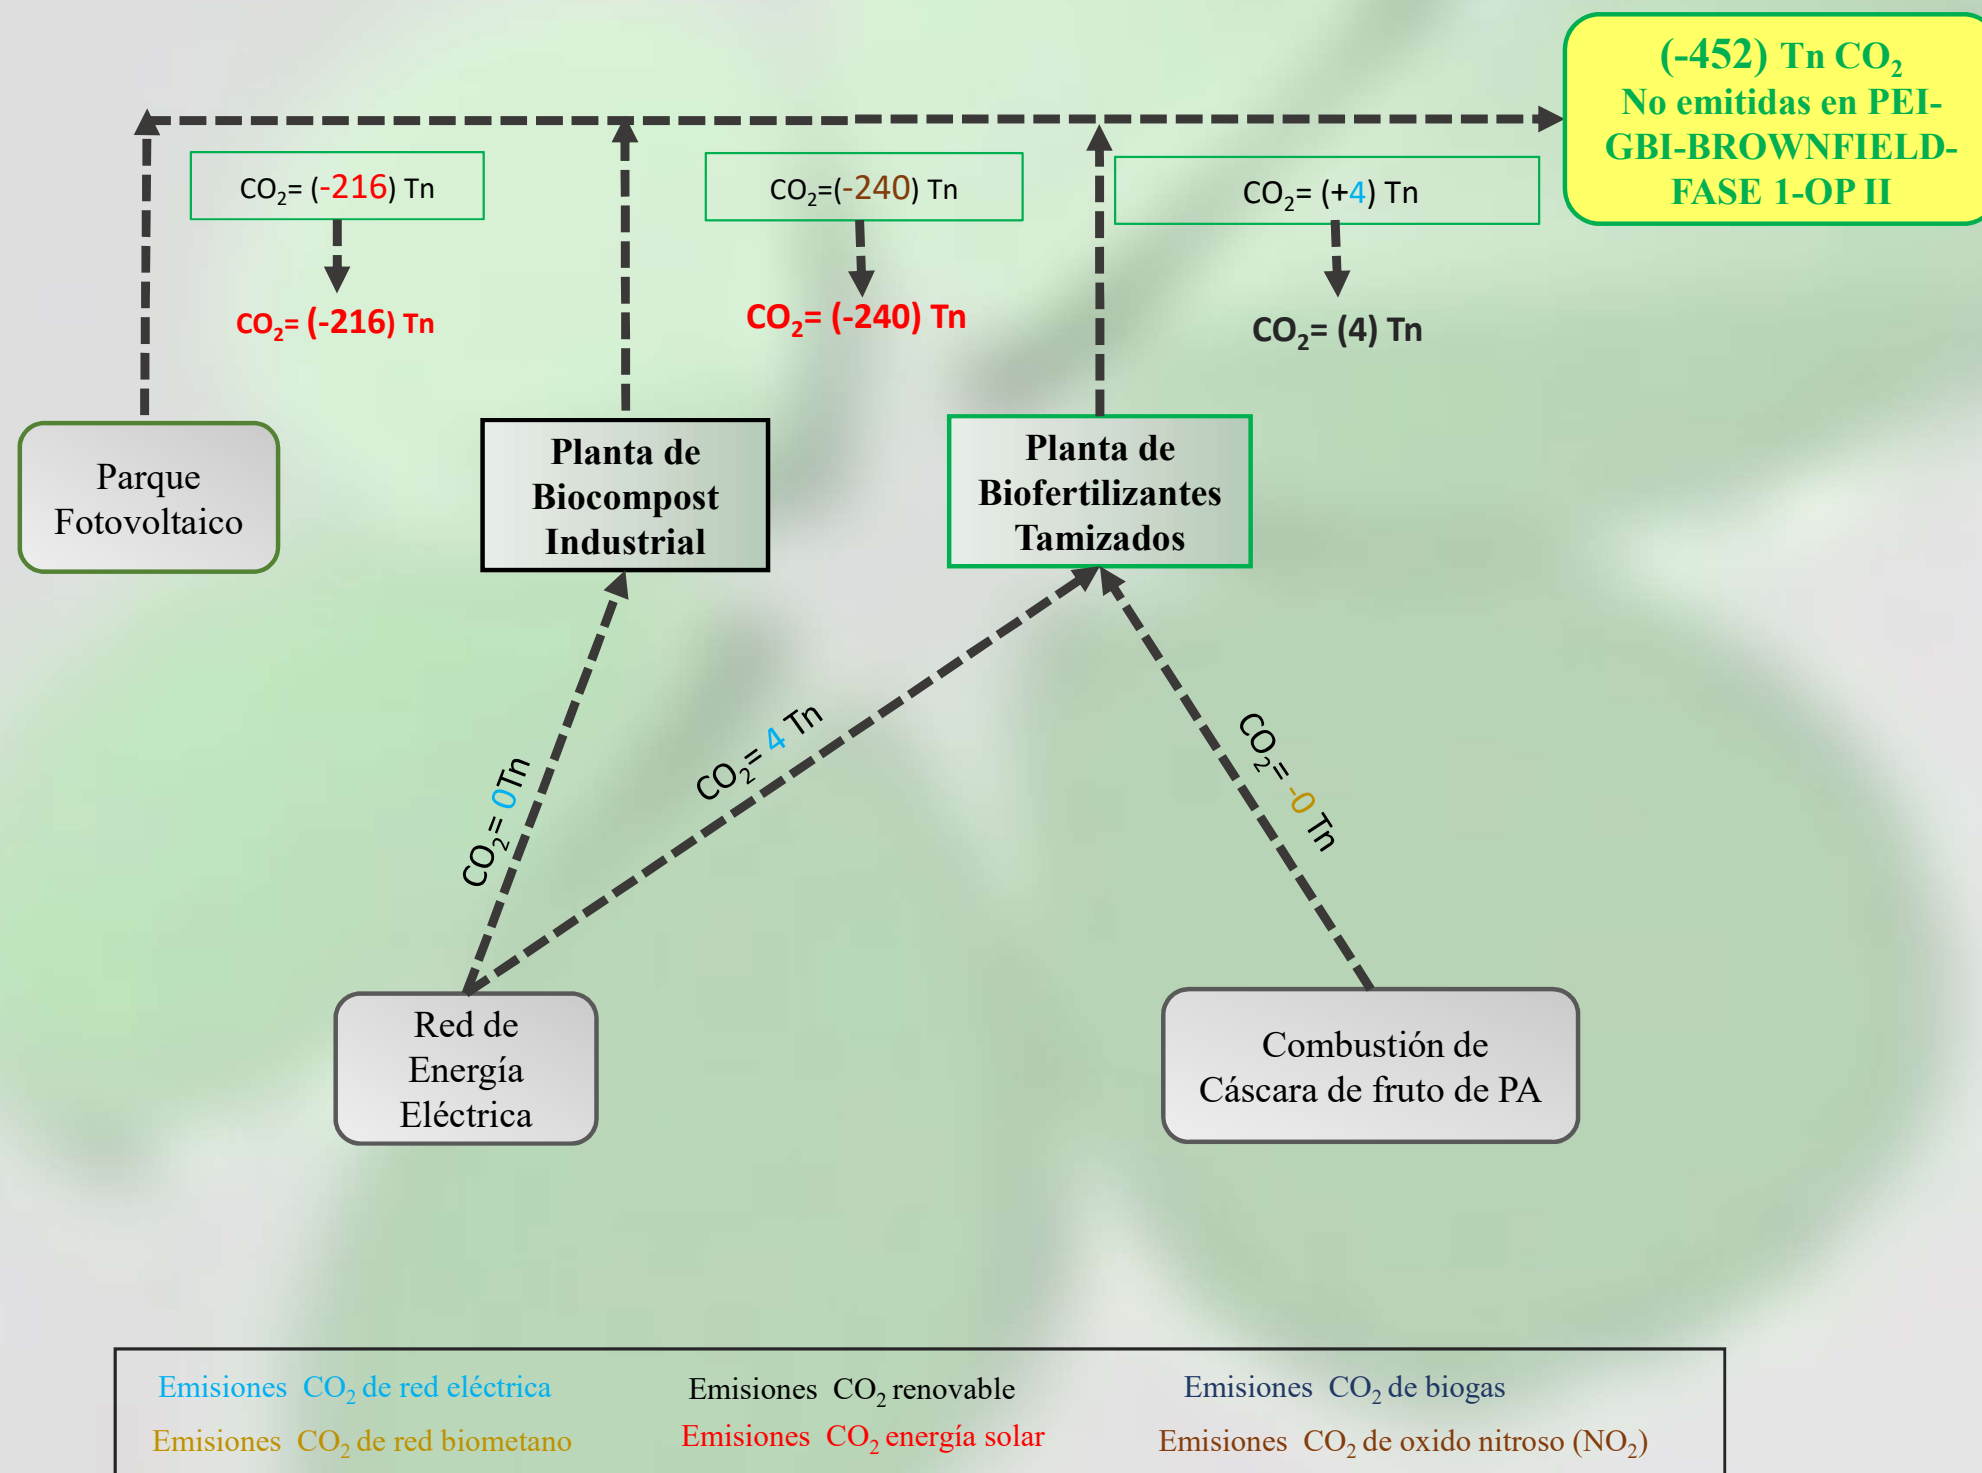 (-452) Tn CO₂
No emitidas en PEI-
GBI-BROWNFIELD-
FASE 1-OP II
CO₂= (-216) Tn
CO₂=(-240) Tn
CO₂= (+4) Tn
CO₂= (-216) Tn
CO₂= (-240) Tn
CO₂= (4) Tn
Parque
Fotovoltaico
Planta de
Biocompost
Industrial
Planta de
Biofertilizantes
Tamizados
CO₂= 0Tn
CO₂= 4 Tn
CO₂= -0 Tn
Red de
Energía
Eléctrica
Combustión de
Cáscara de fruto de PA
Emisiones CO₂ de red eléctrica
Emisiones CO₂ renovable
Emisiones CO₂ de biogas
Emisiones CO₂ de red biometano
Emisiones CO₂ energía solar
Emisiones CO₂ de oxido nitroso (NO₂)